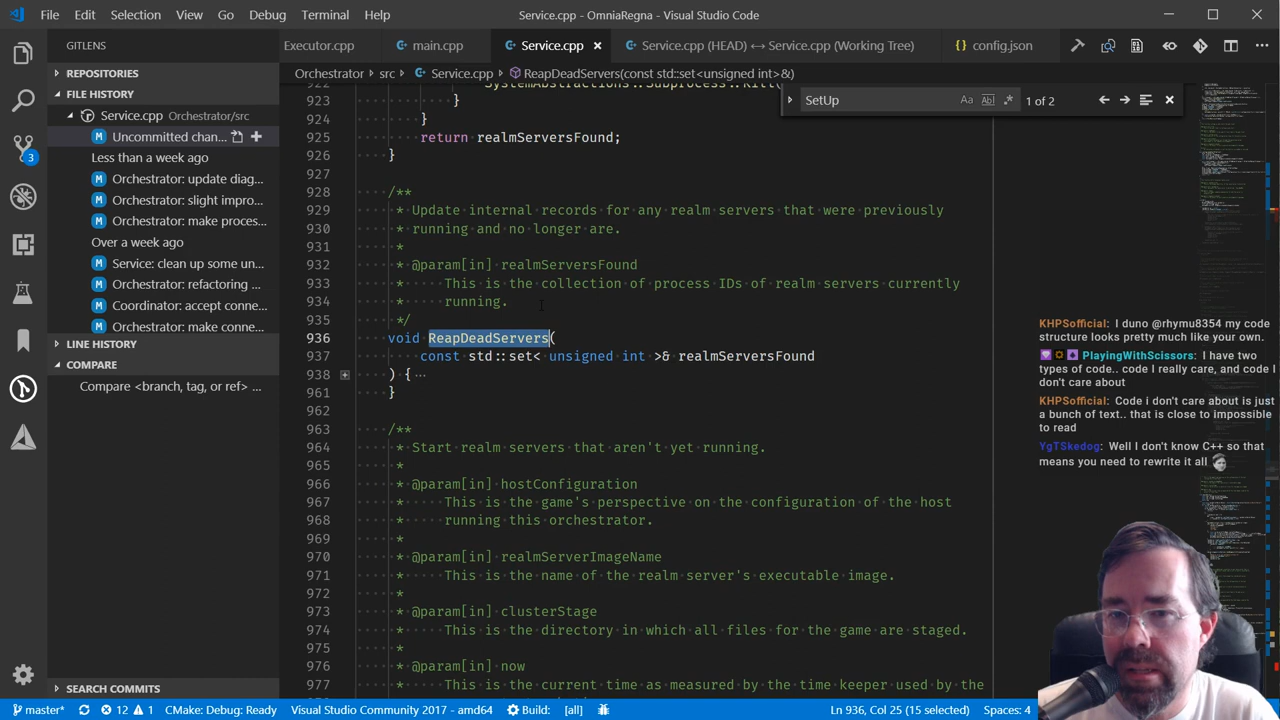 File Edit Selection View Go Debug Terminal Help
Service.cpp - OmniaRegna - Visual Studio Code
GITLENS
Executor.cpp
main.cpp
Service.cpp
Service.cpp (HEAD) ↔ Service.cpp (Working Tree)
config.json
REPOSITORIES
FILE HISTORY
Service.cpp Orchestrator/src
M Uncommitted chan...
Less than a week ago
M Orchestrator: update diag...
M Orchestrator: slight impro...
M Orchestrator: make proces...
Over a week ago
M Service: clean up some un...
M Orchestrator: refactoring ...
M Coordinator: accept conne...
M Orchestrator: make conne...
LINE HISTORY
COMPARE
Compare <branch, tag, or ref> ...
SEARCH COMMITS
3
Orchestrator › src › Service.cpp › ReapDeadServers(const std::set<unsigned int>&)
SetUp
Aa Abl .* 1 of 2
922
923 }
924 }
925 return realmServersFound;
926 }
927
928 /**
929 * Update internal records for any realm servers that were previously
930 * running and no longer are.
931 *
932 * @param[in] realmServersFound
933 * This is the collection of process IDs of realm servers currently
934 * running.
935 */
936 void ReapDeadServers(
937 const std::set< unsigned int >& realmServersFound
938 ) { ...
961 }
962
963 /**
964 * Start realm servers that aren't yet running.
965 *
966 * @param[in] hostConfiguration
967 * This is the game's perspective on the configuration of the host
968 * running this orchestrator.
969 *
970 * @param[in] realmServerImageName
971 * This is the name of the realm server's executable image.
972 *
973 * @param[in] clusterStage
974 * This is the directory in which all files for the game are staged.
975 *
976 * @param[in] now
977 * This is the current time as measured by the time keeper used by the
KHPSofficial: I duno @rhymu8354 my code
structure looks pretty much like your own.
PlayingWithScissors: I have two
types of code.. code I really care, and code I
don't care about
KHPSofficial: Code i don't care about is just
a bunch of text.. that is close to impossible
to read
YgTSkedog: Well I don't know C++ so that
means you need to rewrite it all
master* 12 1 CMake: Debug: Ready Visual Studio Community 2017 - amd64 Build: [all] Ln 936, Col 25 (15 selected) Spaces: 4